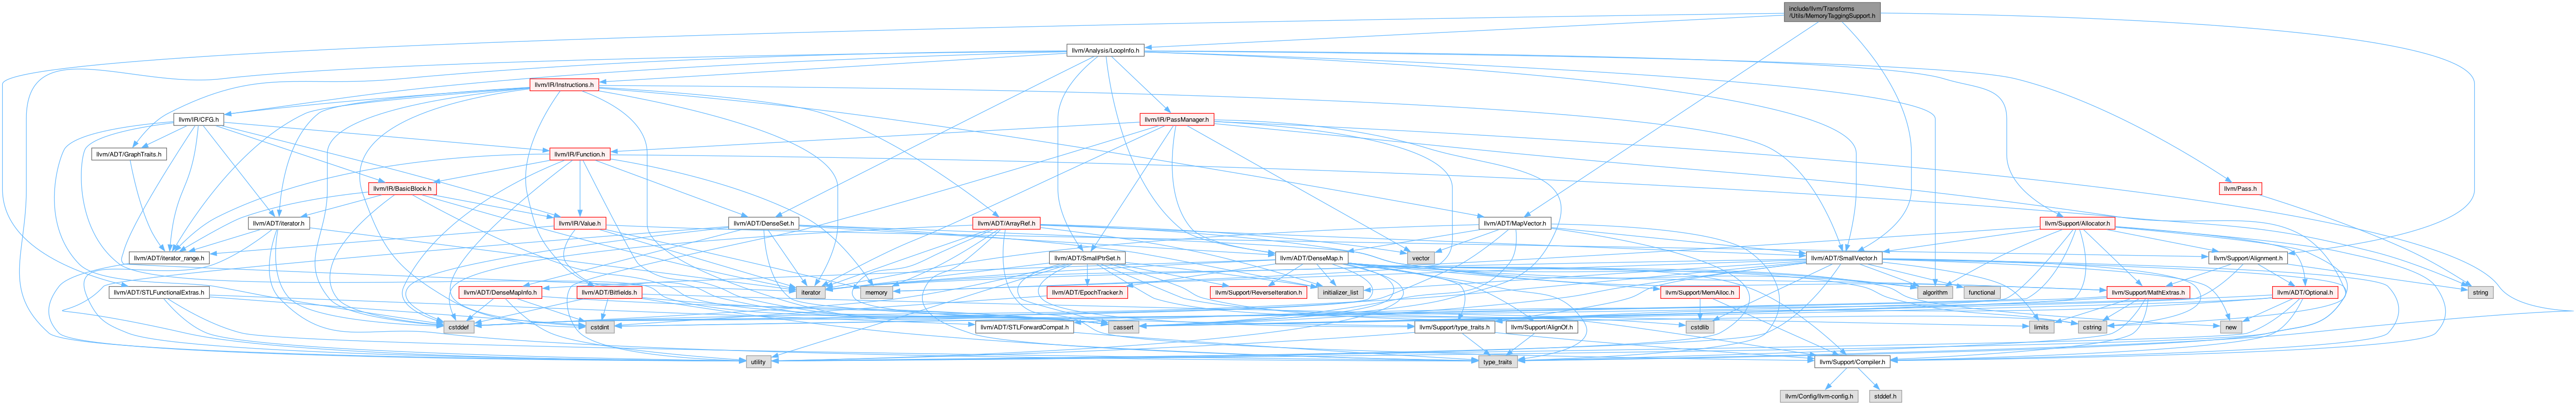 include/llvm/Transforms
/Utils/MemoryTaggingSupport.h
llvm/Analysis/LoopInfo.h
llvm/IR/Instructions.h
llvm/IR/CFG.h
llvm/IR/PassManager.h
llvm/ADT/GraphTraits.h
llvm/IR/Function.h
llvm/IR/BasicBlock.h
llvm/Pass.h
llvm/ADT/iterator.h
llvm/IR/Value.h
llvm/ADT/DenseSet.h
llvm/ADT/ArrayRef.h
llvm/ADT/MapVector.h
llvm/Support/Allocator.h
llvm/ADT/iterator_range.h
llvm/ADT/SmallPtrSet.h
llvm/ADT/DenseMap.h
vector
llvm/ADT/SmallVector.h
llvm/Support/Alignment.h
llvm/ADT/STLFunctionalExtras.h
llvm/ADT/DenseMapInfo.h
llvm/ADT/Bitfields.h
iterator
memory
llvm/ADT/EpochTracker.h
llvm/Support/ReverseIteration.h
initializer_list
llvm/Support/MemAlloc.h
algorithm
functional
llvm/Support/MathExtras.h
llvm/ADT/Optional.h
string
cstddef
cstdint
llvm/ADT/STLForwardCompat.h
cassert
llvm/Support/type_traits.h
llvm/Support/AlignOf.h
cstdlib
limits
cstring
new
utility
type_traits
llvm/Support/Compiler.h
llvm/Config/llvm-config.h
stddef.h